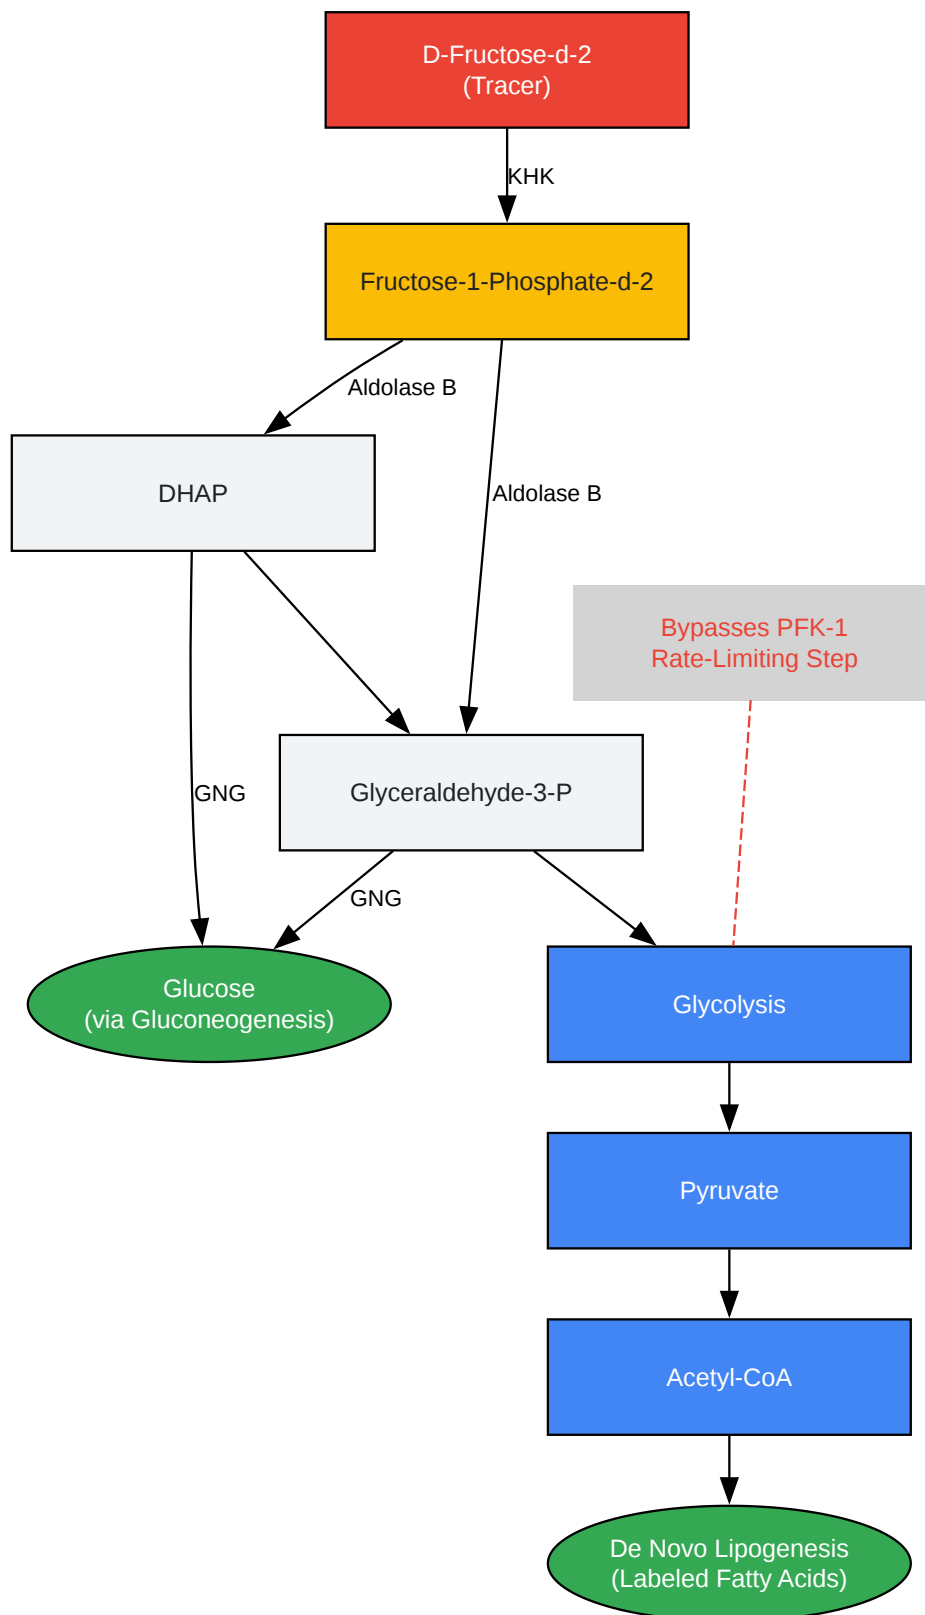 D-Fructose-d-2
(Tracer)
KHK
Fructose-1-Phosphate-d-2
Aldolase B
DHAP
Aldolase B
Bypasses PFK-1
Rate-Limiting Step
GNG
Glyceraldehyde-3-P
GNG
Glucose
(via Gluconeogenesis)
Glycolysis
Pyruvate
Acetyl-CoA
De Novo Lipogenesis
(Labeled Fatty Acids)